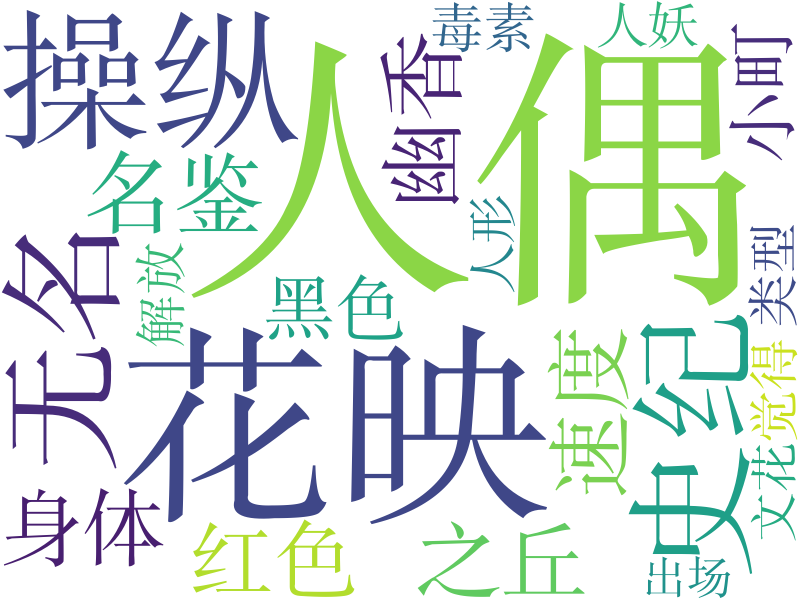 操纵
人偶
幽香
毒素
人妖
小町
名鉴
人形
类型
解放
黑色
无名
花映
速度
史纪
觉得
文花
身体
红色
之丘
出场